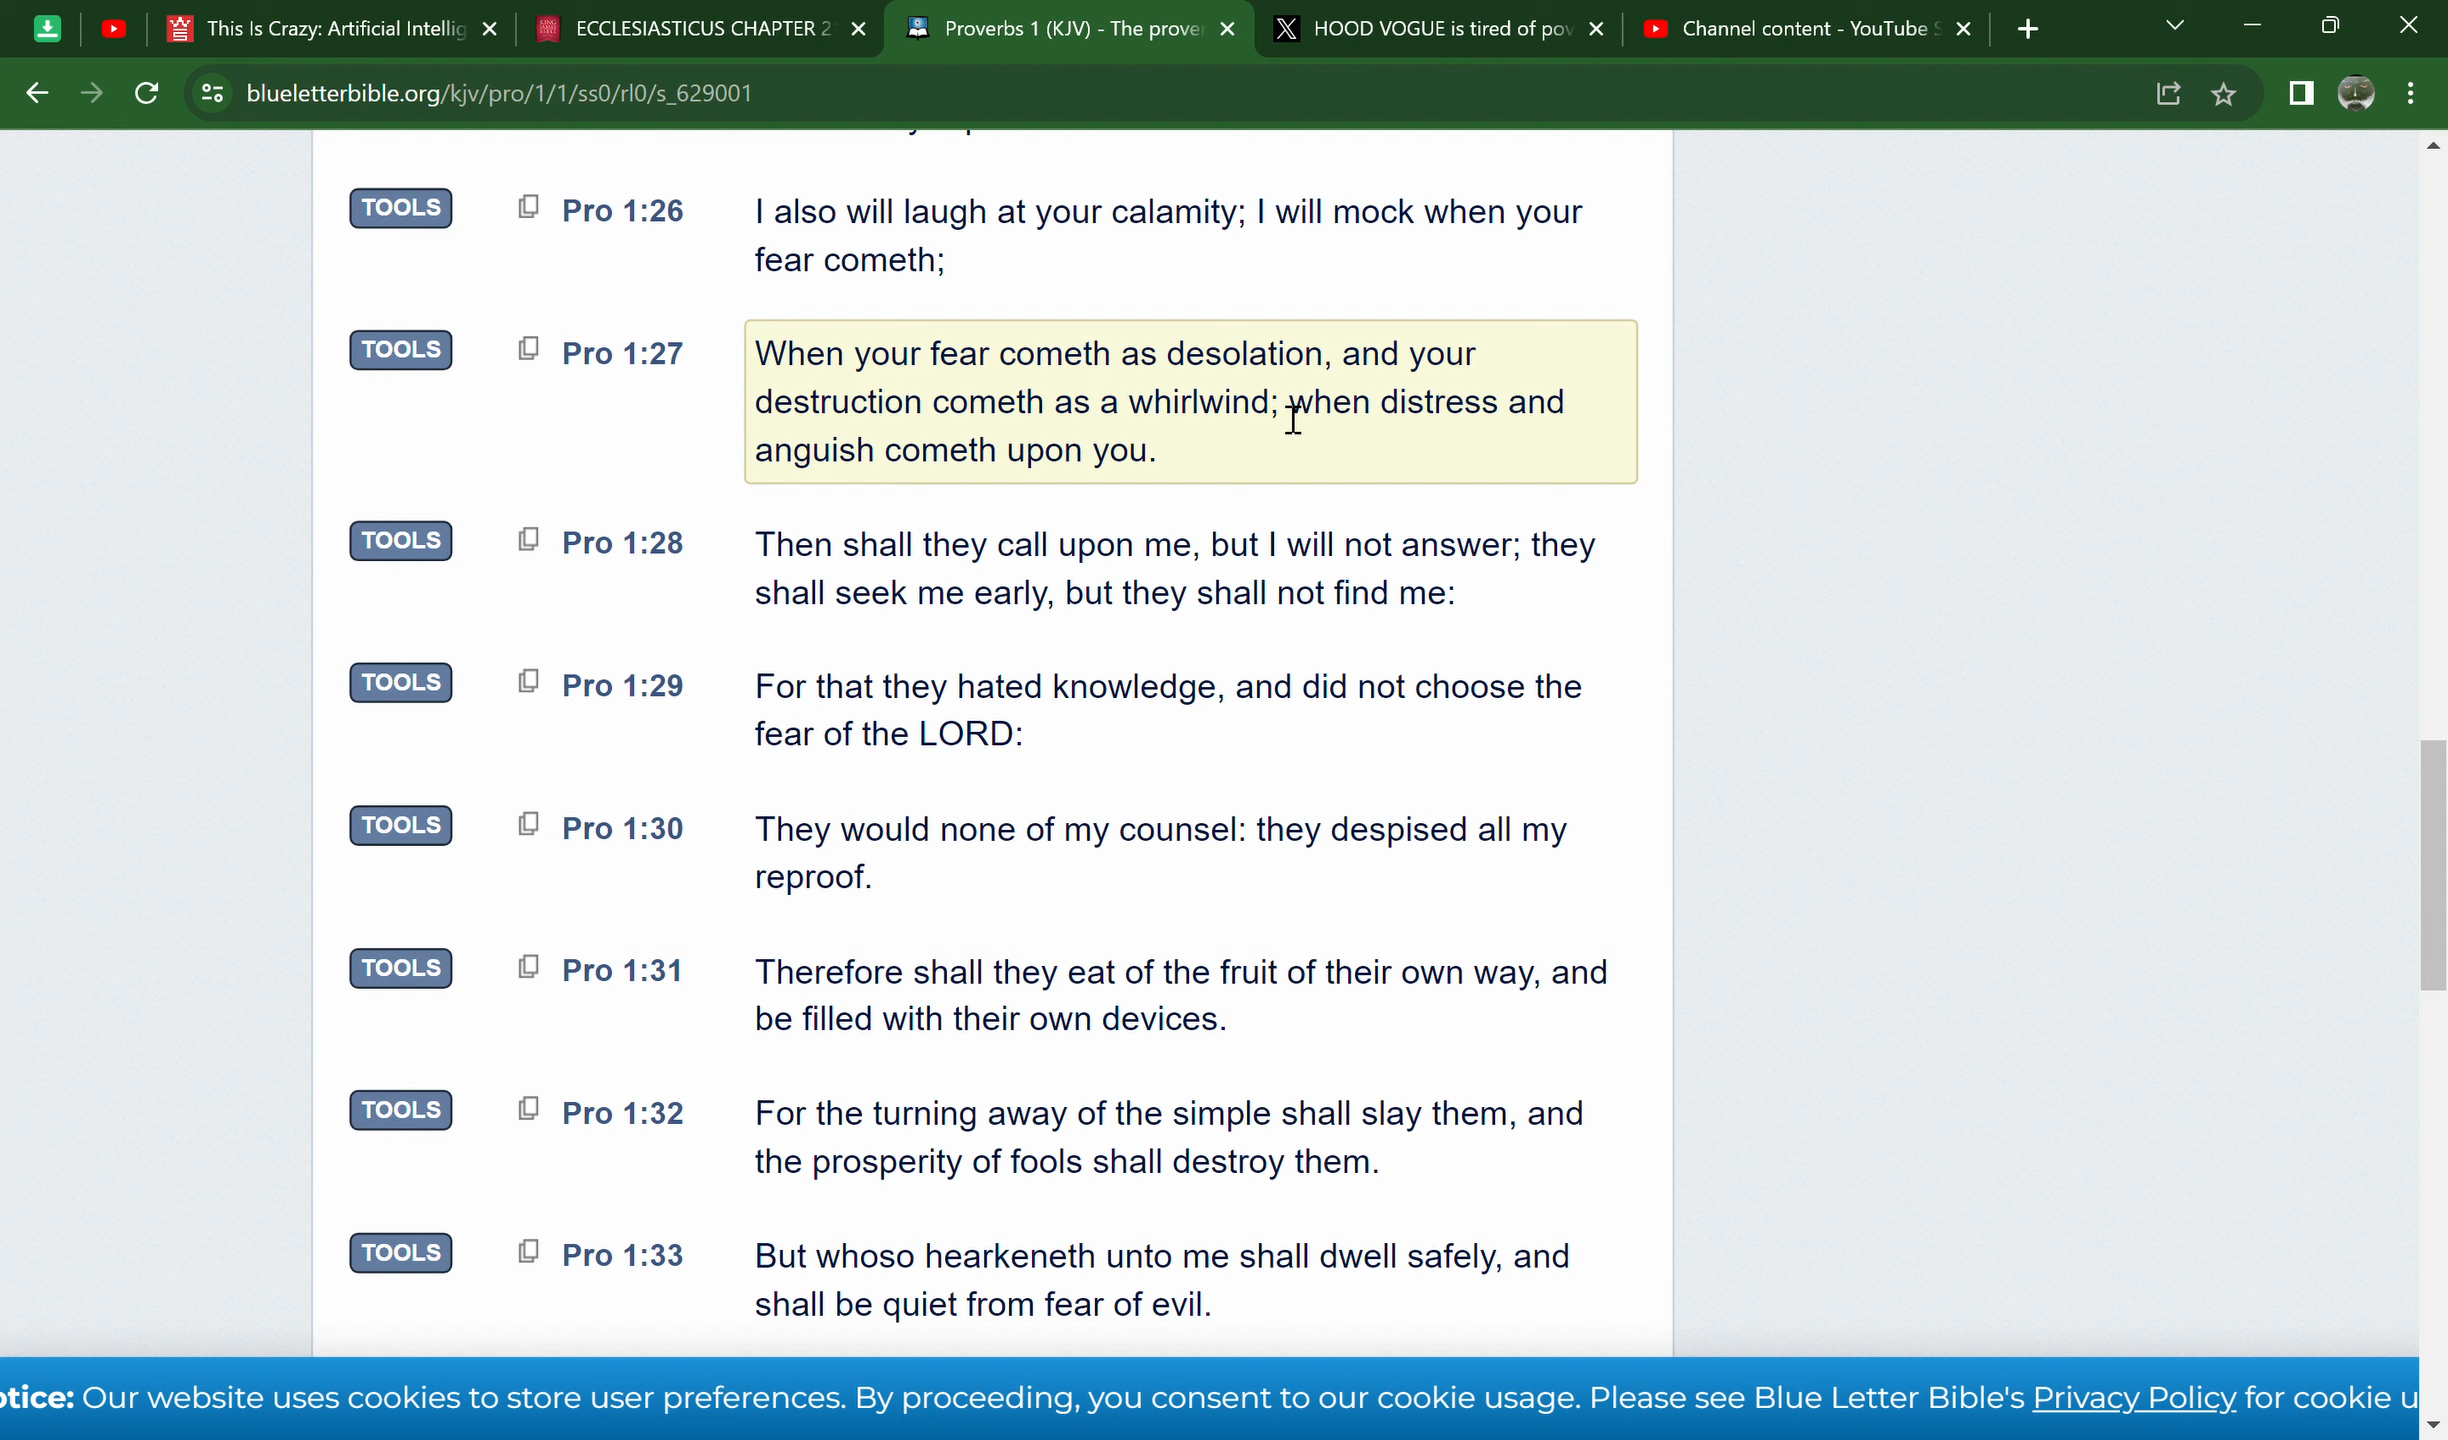 This Is Crazy: Artificial Intellig
ECCLESIASTICUS CHAPTER 2
Proverbs 1 (KJV) - The prover
HOOD VOGUE is tired of pov
Channel content - YouTube S
blueletterbible.org/kjv/pro/1/1/ss0/rl0/s_629001
TOOLS Pro 1:26 I also will laugh at your calamity; I will mock when your
fear cometh;
TOOLS Pro 1:27 When your fear cometh as desolation, and your
destruction cometh as a whirlwind; when distress and
anguish cometh upon you.
TOOLS Pro 1:28 Then shall they call upon me, but I will not answer; they
shall seek me early, but they shall not find me:
TOOLS Pro 1:29 For that they hated knowledge, and did not choose the
fear of the LORD:
TOOLS Pro 1:30 They would none of my counsel: they despised all my
reproof.
TOOLS Pro 1:31 Therefore shall they eat of the fruit of their own way, and
be filled with their own devices.
TOOLS Pro 1:32 For the turning away of the simple shall slay them, and
the prosperity of fools shall destroy them.
TOOLS Pro 1:33 But whoso hearkeneth unto me shall dwell safely, and
shall be quiet from fear of evil.
otice: Our website uses cookies to store user preferences. By proceeding, you consent to our cookie usage. Please see Blue Letter Bible's Privacy Policy for cookie u